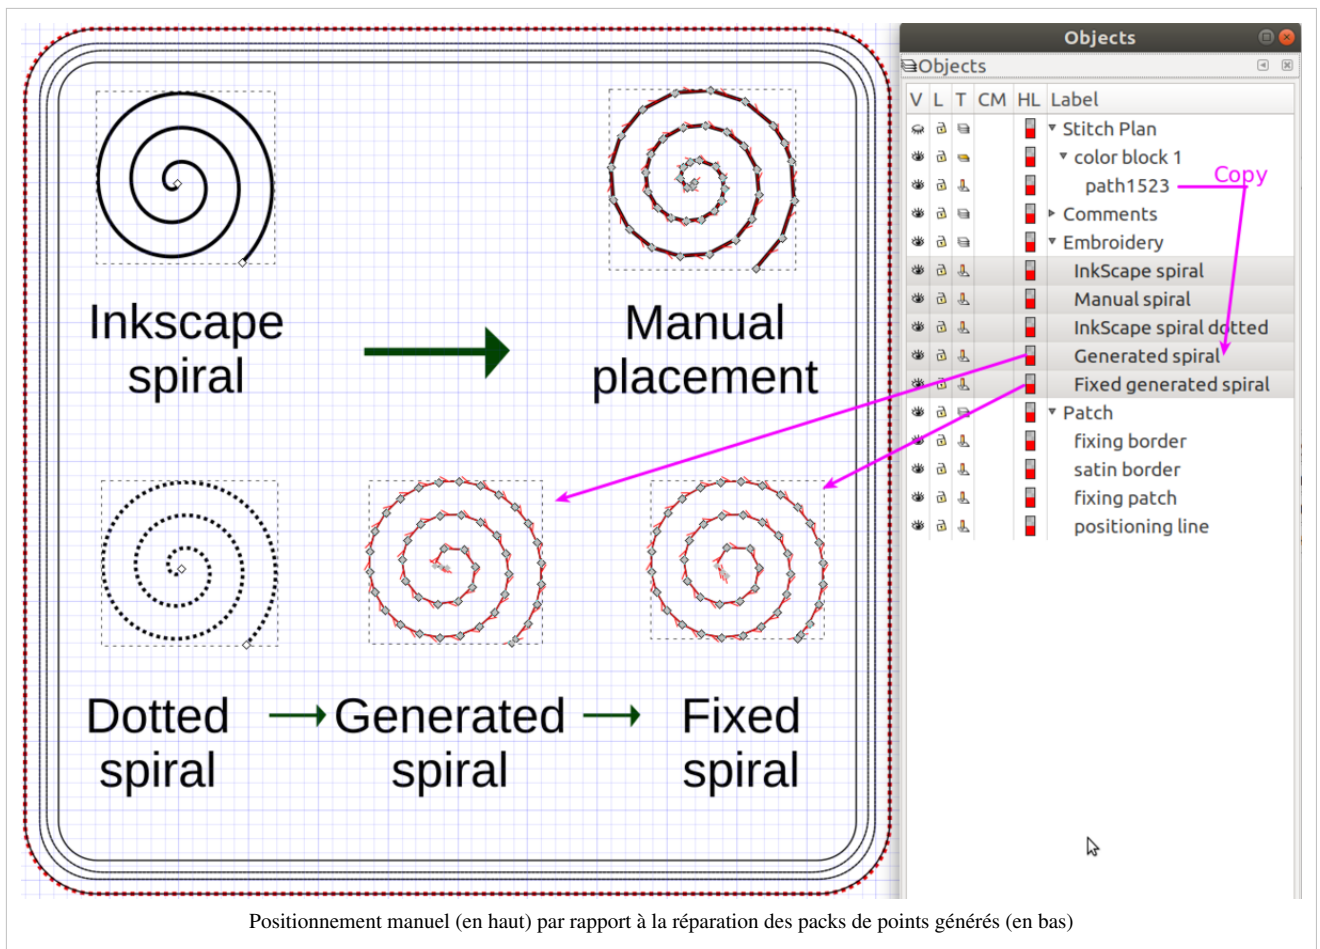 Objects
Objects
V L T CM HL Label
Stitch Plan
color block 1
path1523
Copy
Comments
Embroidery
InkScape spiral
Manual spiral
InkScape spiral dotted
Generated spiral
Fixed generated spiral
Patch
fixing border
satin border
fixing patch
positioning line
Inkscape
spiral
Manual
placement
Dotted
spiral
Generated
spiral
Fixed
spiral
Positionnement manuel (en haut) par rapport à la réparation des packs de points générés (en bas)